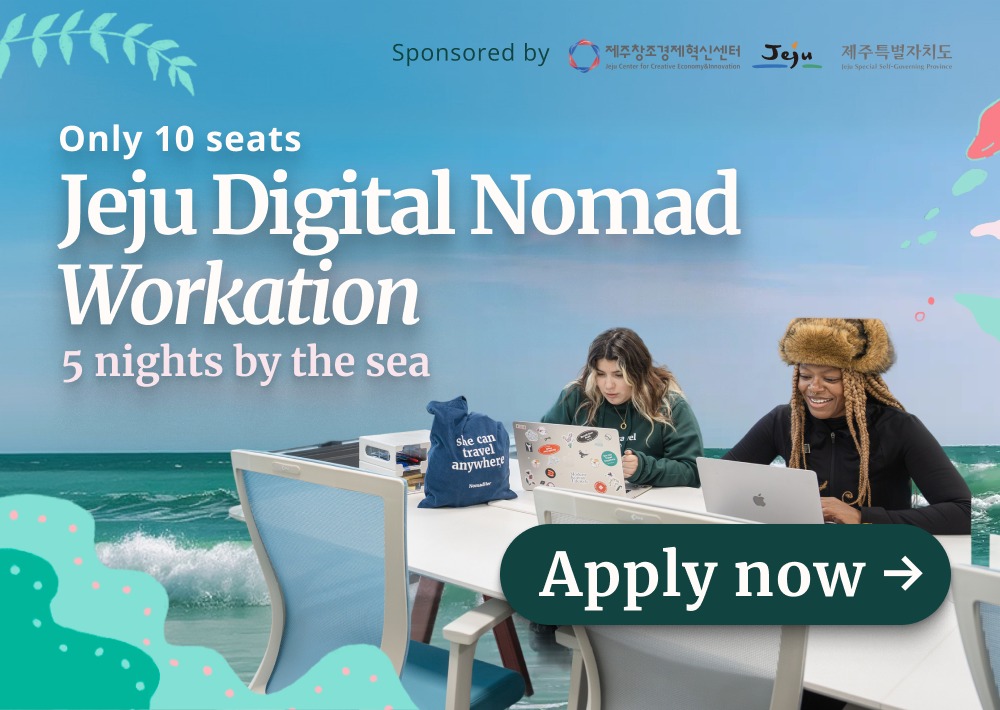 Sponsored by
제주창조경제혁신센터
Jeju Center for Creative Economy&Innovation
Jeju
제주특별자치도
Jeju Special Self-Governing Province
Only 10 seats
Jeju Digital Nomad
Workation
5 nights by the sea
she can
travel
anywhere
NomadHer
Apply now →